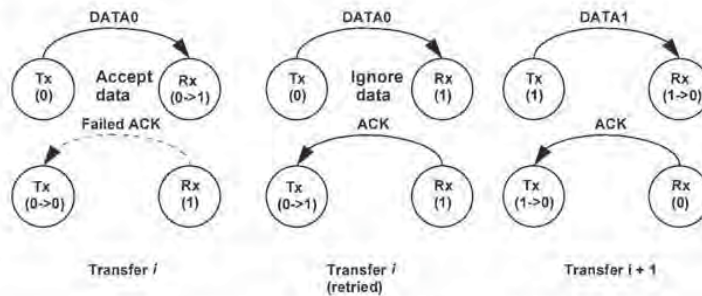 DATA0
Tx
(0)
Accept
data
Rx
(0->1)
Failed ACK
Tx
(0->0)
Rx
(1)
Transfer i
DATA0
Tx
(0)
Ignore
data
Rx
(1)
ACK
Tx
(0->1)
Rx
(1)
Transfer i
(retried)
DATA1
Tx
(1)
Rx
(1->0)
ACK
Tx
(1->0)
Rx
(0)
Transfer i + 1